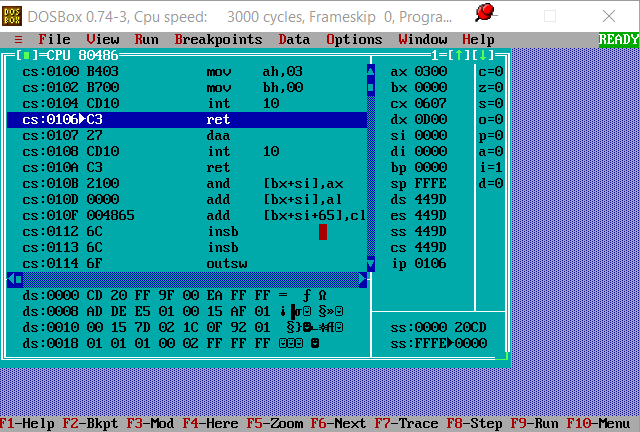 DOS BOX DOSBox 0.74-3, Cpu speed: 3000 cycles, Frameskip 0, Progra...
≡ File View Run Breakpoints Data Options Window Help READY
[■]=CPU 80486 1=[↑][↓]
cs:0100 B403 mov ah,03 ax 0300 c=0
cs:0102 B700 mov bh,00 bx 0000 z=0
cs:0104 CD10 int 10 cx 0607 s=0
cs:0106►C3 ret dx 0D00 o=0
cs:0107 27 daa si 0000 p=0
cs:0108 CD10 int 10 di 0000 a=0
cs:010A C3 ret bp 0000 i=1
cs:010B 2100 and [bx+si],ax sp FFFE d=0
cs:010D 0000 add [bx+si],al ds 449D
cs:010F 004865 add [bx+si+65],cl es 449D
cs:0112 6C insb ss 449D
cs:0113 6C insb cs 449D
cs:0114 6F outsw ip 0106
ds:0000 CD 20 FF 9F 00 EA FF FF = ƒ Ω
ds:0008 AD DE E5 01 00 15 AF 01
ds:0010 00 15 7D 02 1C 0F 92 01 ss:0000 20CD
ds:0018 01 01 01 00 02 FF FF FF ss:FFFE►0000
F1-Help F2-Bkpt F3-Mod F4-Here F5-Zoom F6-Next F7-Trace F8-Step F9-Run F10-Menu